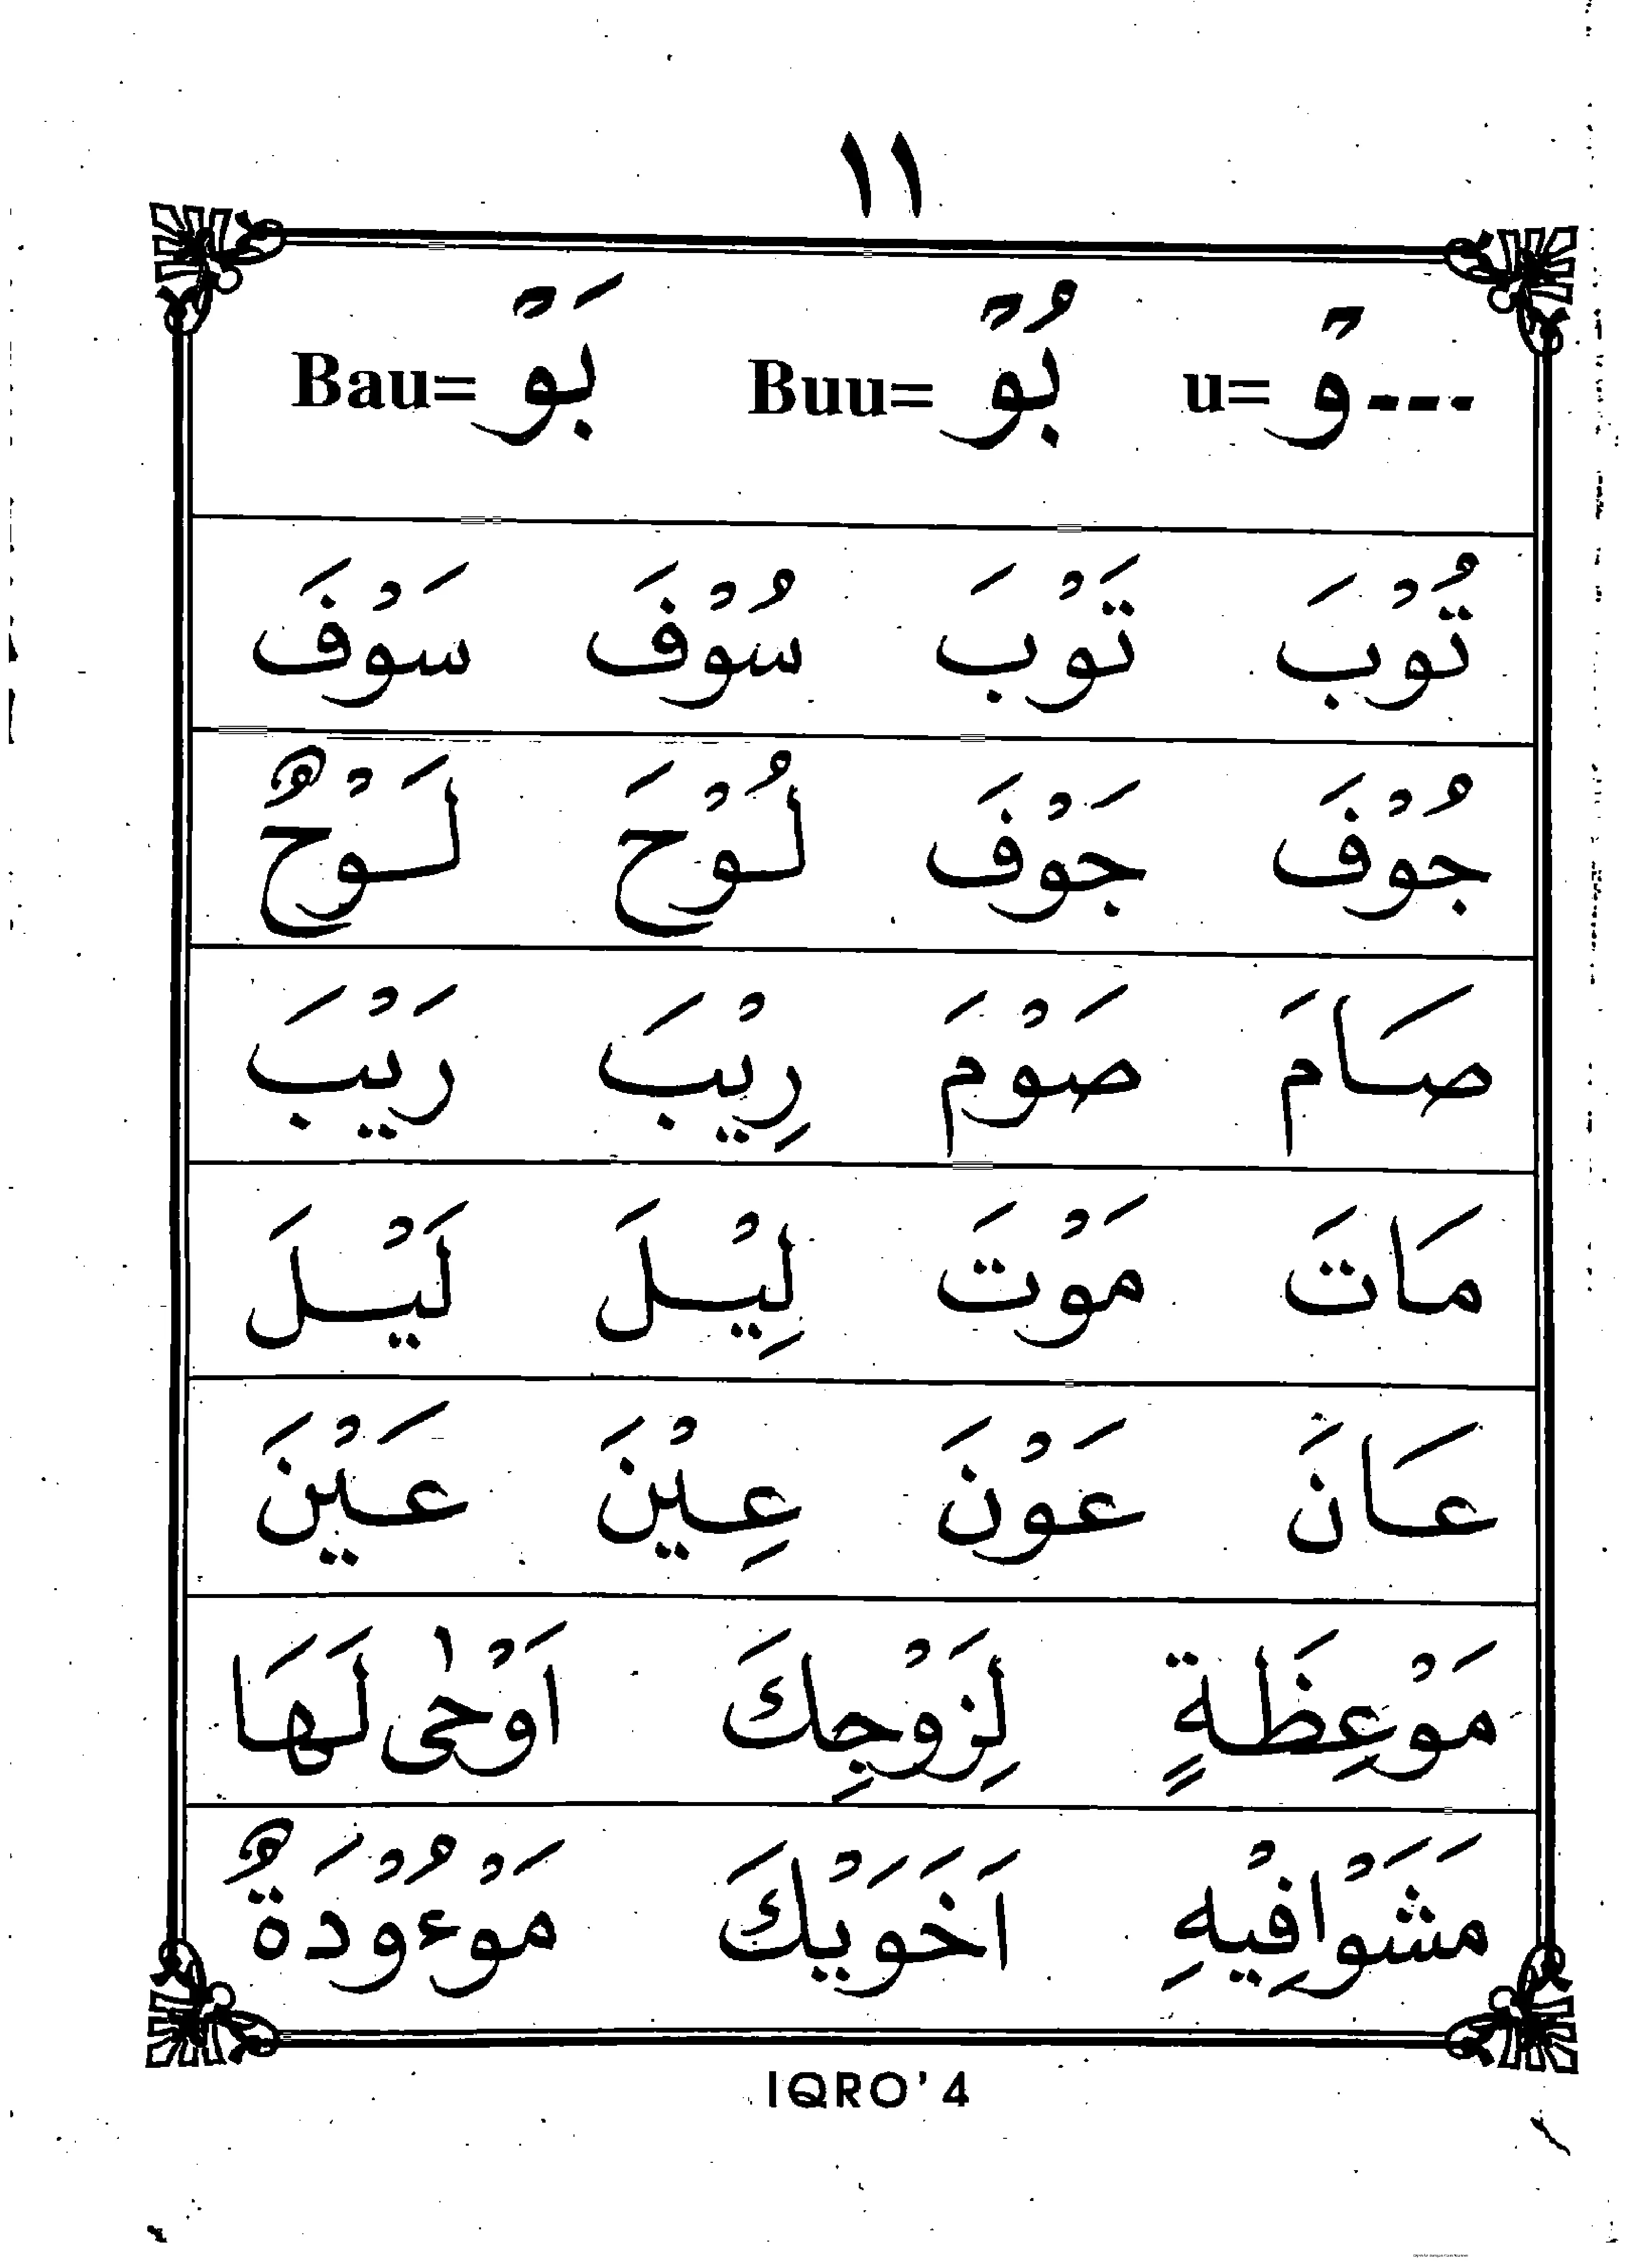 ١١
---وْ =u بُوْ =Buu بَوْ =Bau
تُوْبَ تَوْبَ سُوْفَ سَوْفَ
جُوْفَ جَوْفَ لُوْحَ لَوْحٌ
صَامَ صَوْمَ رِيْبَ رَيْبَ
مَاتَ مَوْتَ لِيْلَ لَيْلَ
عَانَ عَوْنَ عِيْنَ عَيْنَ
مَوْعِظَةٍ لِزَوْجِكَ اَوْحٰى لَهَا
مَشَوْافِيْهِ اَخَوَيْكَ مَوْءُوْدَةٌ
IQRO’4